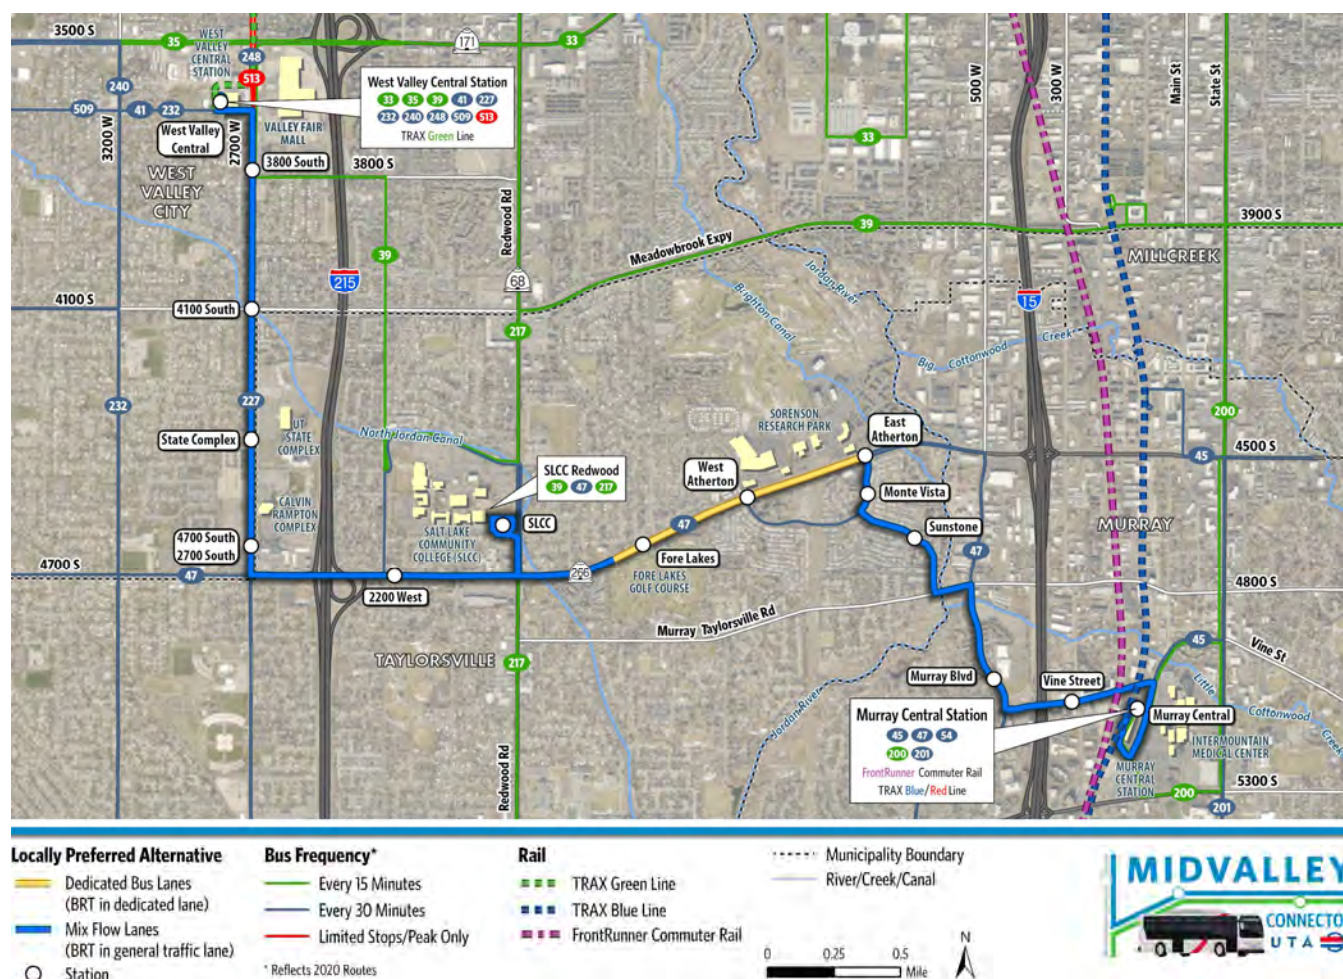 3500 S
WEST
VALLEY
CENTRAL
STATION
35
248
513
171
33
240
509
41
232
West Valley
Central
3200 W
2700 W
VALLEY FAIR
MALL
West Valley Central Station
33 35 39 41 227
232 240 248 509 513
TRAX Green Line
500 W
300 W
Main St
State St
33
3800 South
3800 S
WEST
VALLEY
CITY
Redwood Rd
39
215
68
Meadowbrook Expy
39
3900 S
MILLCREEK
Jordan River
Brighton Canal
15
Big Cottonwood Creek
4100 S
4100 South
217
232
227
200
State Complex
UT
STATE
COMPLEX
North Jordan Canal
SORENSON
RESEARCH PARK
East
Atherton
4500 S
45
SLCC Redwood
39 47 217
West
Atherton
Monte Vista
CALVIN
RAMPTON
COMPLEX
SALT LAKE
COMMUNITY
COLLEGE (SLCC)
SLCC
47
Sunstone
MURRAY
4700 South
2700 South
Fore Lakes
47
4700 S
47
2200 West
266
FORE LAKES
GOLF COURSE
4800 S
Murray Taylorsville Rd
TAYLORSVILLE
217
45
Vine St
Murray Blvd
Vine Street
Jordan River
Murray Central Station
45 47 54
200 201
FrontRunner Commuter Rail
TRAX Blue/Red Line
Murray Central
Little Cottonwood Creek
INTERMOUNTAIN
MEDICAL CENTER
MURRAY
CENTRAL
STATION
Redwood Rd
5300 S
200
201
Locally Preferred Alternative
Dedicated Bus Lanes
(BRT in dedicated lane)
Mix Flow Lanes
(BRT in general traffic lane)
Station
Bus Frequency*
Every 15 Minutes
Every 30 Minutes
Limited Stops/Peak Only
* Reflects 2020 Routes
Rail
TRAX Green Line
TRAX Blue Line
FrontRunner Commuter Rail
Municipality Boundary
River/Creek/Canal
0 0.25 0.5
Mile
N
MIDVALLEY
CONNECTO
UTA